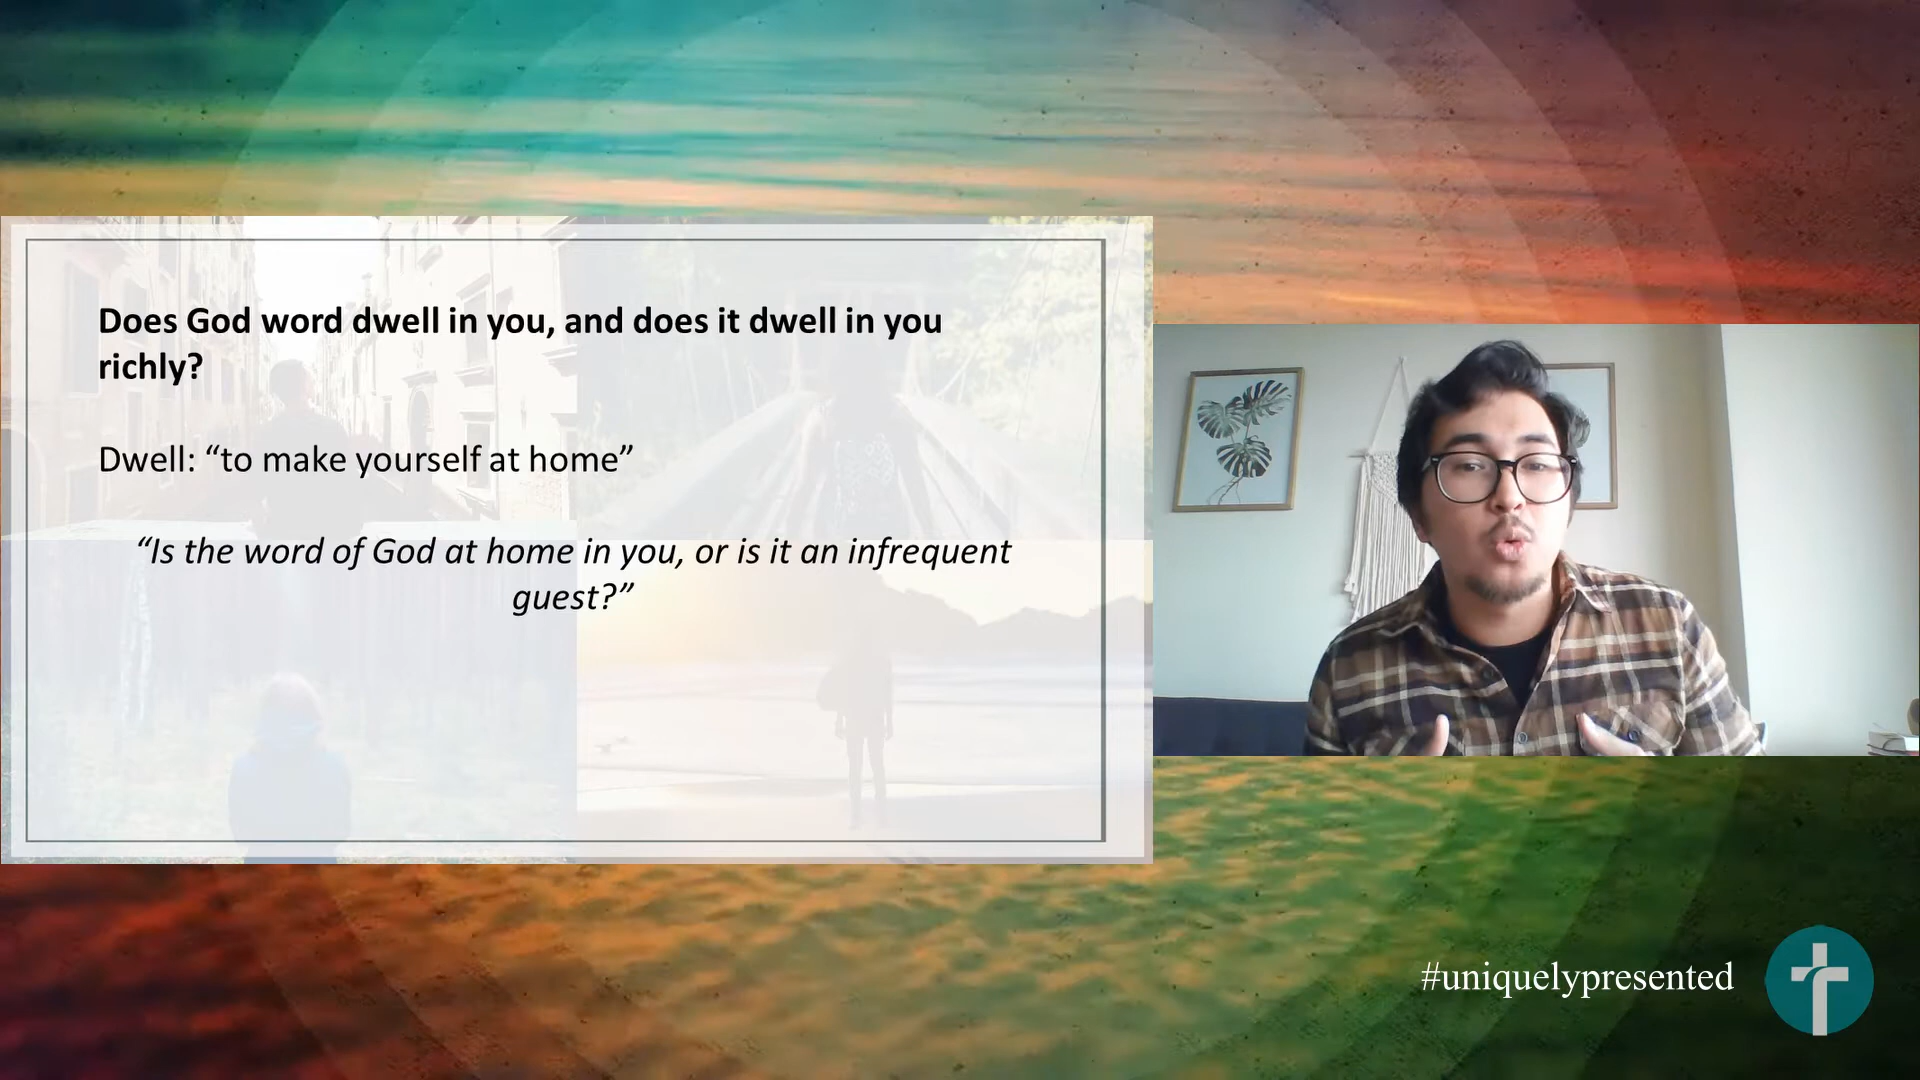 Does God word dwell in you, and does it dwell in you
richly?
Dwell: “to make yourself at home”
“Is the word of God at home in you, or is it an infrequent
guest?”
#uniquelypresented